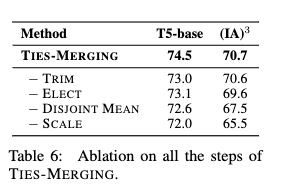 Method T5-base (IA)³
TIES-MERGING 74.5 70.7
− TRIM 73.0 70.6
− ELECT 73.1 69.6
− DISJOINT MEAN 72.6 67.5
− SCALE 72.0 65.5
Table 6: Ablation on all the steps of
TIES-MERGING.